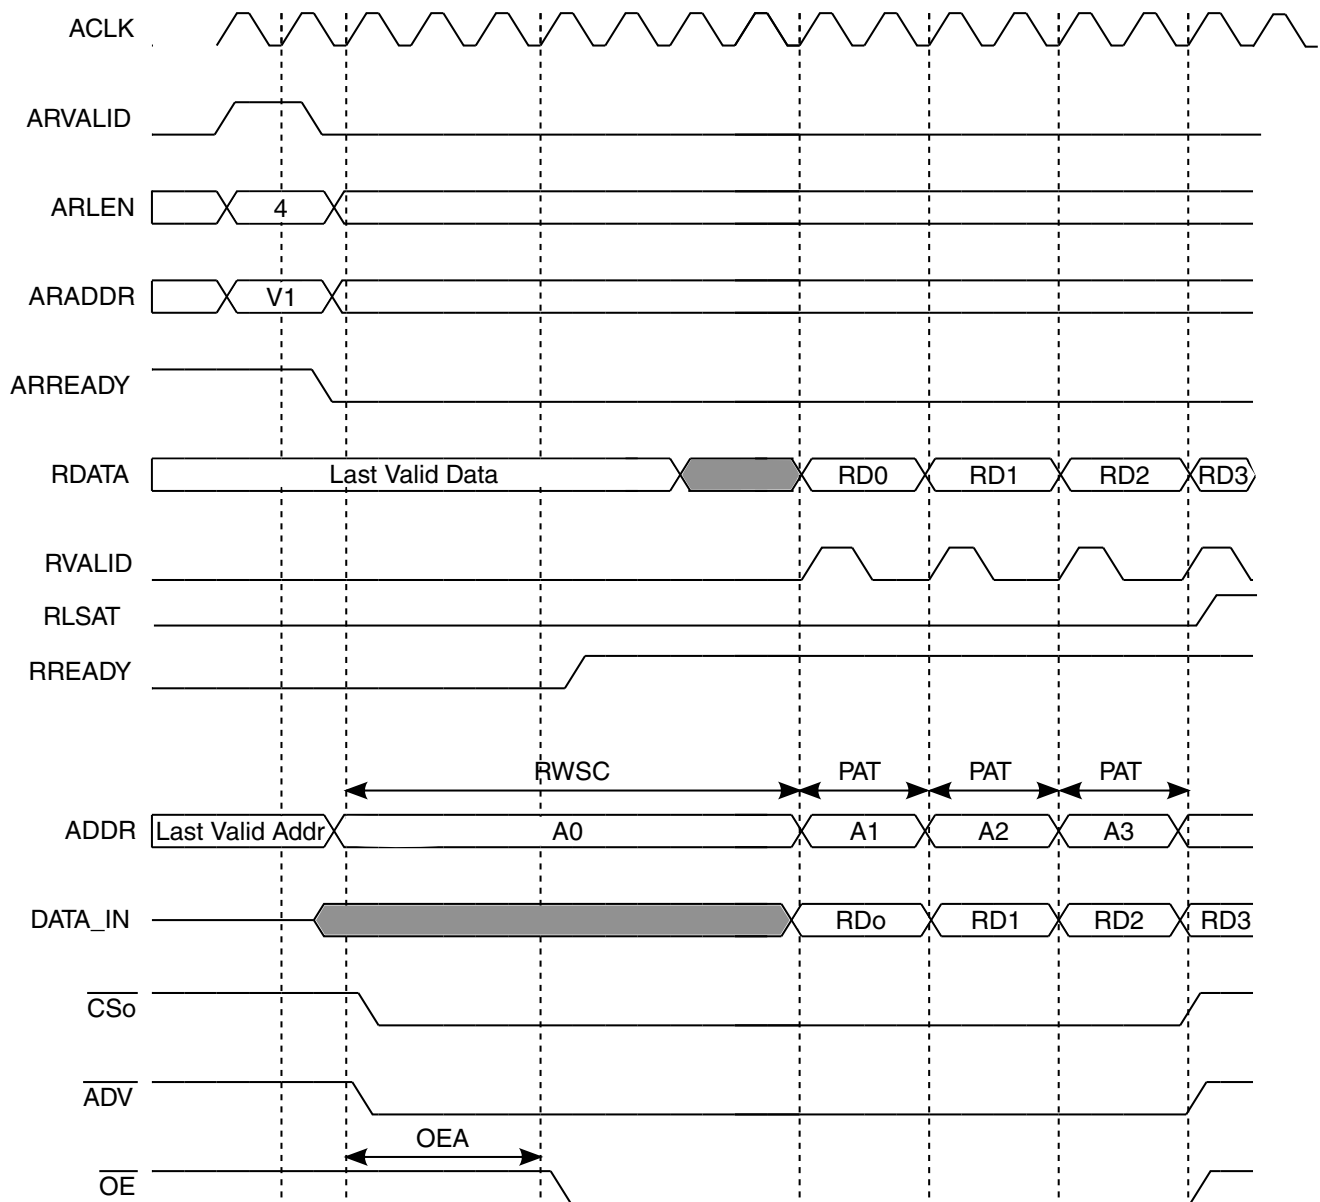 ACLK
ARVALID
ARLEN 4
ARADDR V1
ARREADY
RDATA Last Valid Data RD0 RD1 RD2 RD3
RVALID
RLSAT
RREADY
RWSC PAT PAT PAT
ADDR Last Valid Addr A0 A1 A2 A3
DATA_IN RDo RD1 RD2 RD3
CSo
ADV
OEA
OE